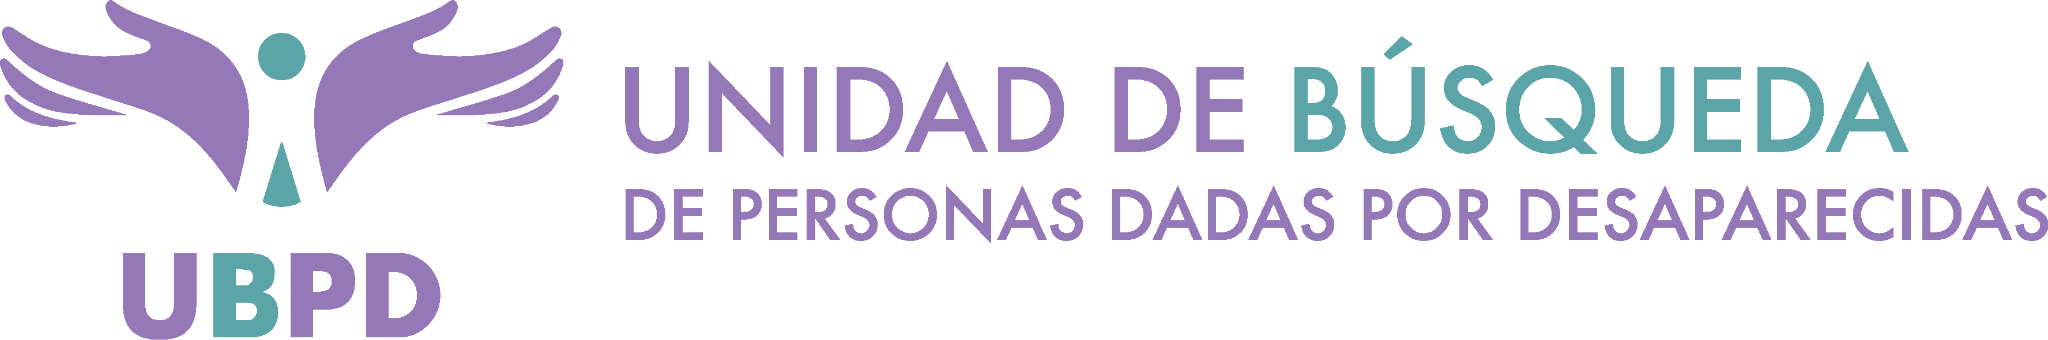 UNIDAD DE BÚSQUEDA
DE PERSONAS DADAS POR DESAPARECIDAS
UBPD